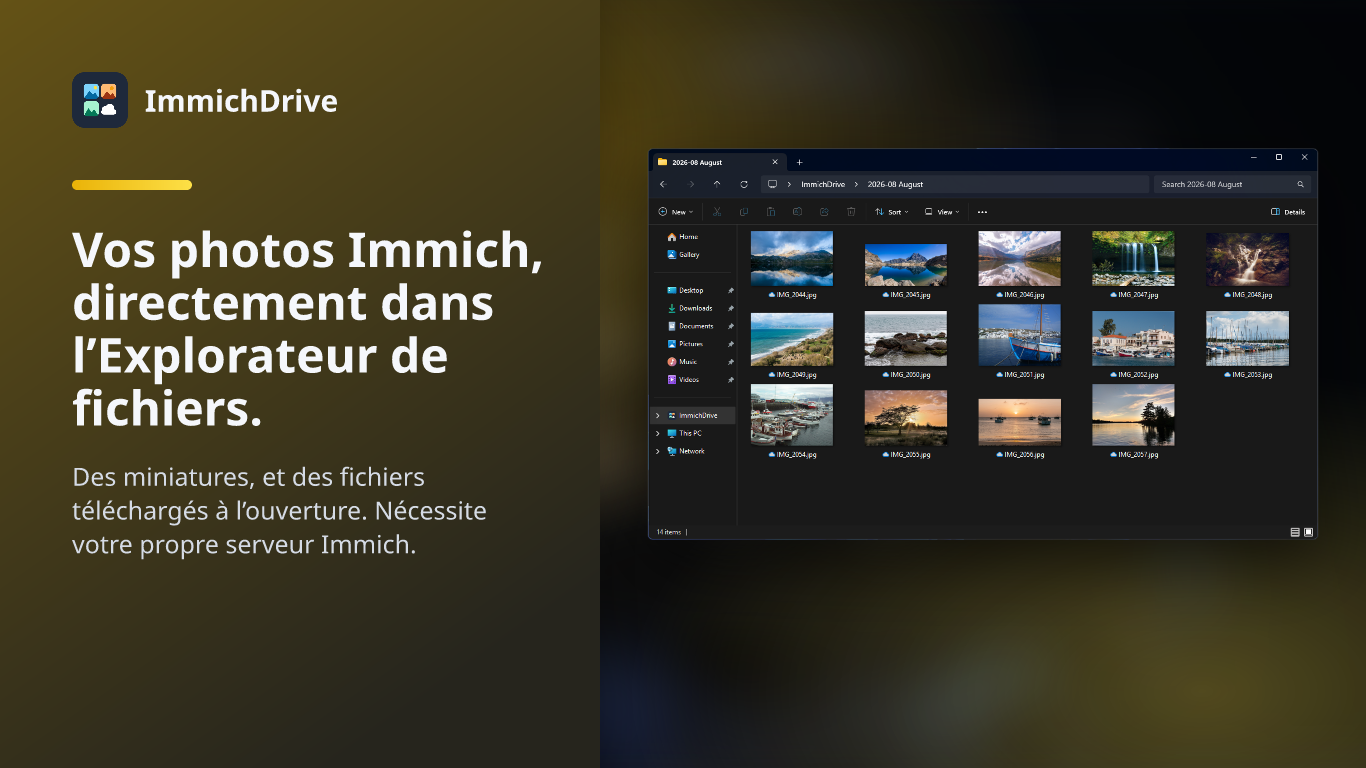 ImmichDrive
Vos photos Immich,
directement dans
l’Explorateur de
fichiers.
Des miniatures, et des fichiers
téléchargés à l’ouverture. Nécessite
votre propre serveur Immich.
2026-08 August
ImmichDrive
2026-08 August
Search 2026-08 August
New
Sort
View
Details
Home
Gallery
Desktop
Downloads
Documents
Pictures
Music
Videos
ImmichDrive
This PC
Network
IMG_2044.jpg
IMG_2045.jpg
IMG_2046.jpg
IMG_2047.jpg
IMG_2048.jpg
IMG_2049.jpg
IMG_2050.jpg
IMG_2051.jpg
IMG_2052.jpg
IMG_2053.jpg
IMG_2054.jpg
IMG_2055.jpg
IMG_2056.jpg
IMG_2057.jpg
14 items